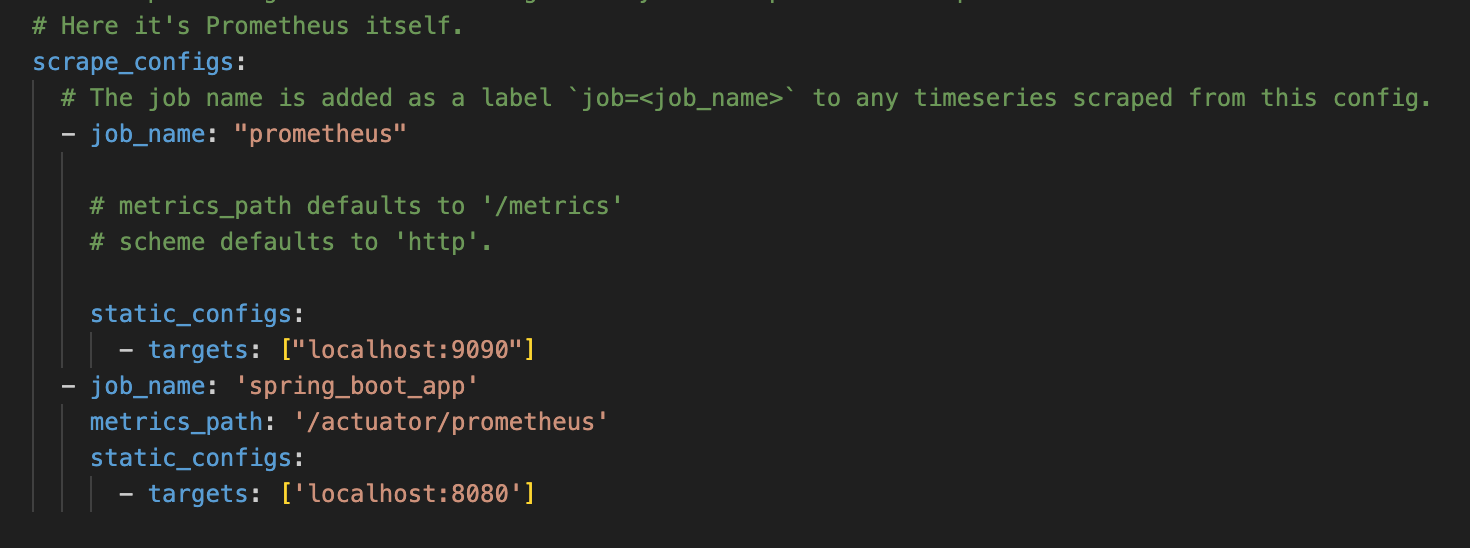 # Here it's Prometheus itself.
scrape_configs:
  # The job name is added as a label `job=<job_name>` to any timeseries scraped from this config.
  - job_name: "prometheus"
    # metrics_path defaults to '/metrics'
    # scheme defaults to 'http'.
    static_configs:
      - targets: ["localhost:9090"]
  - job_name: 'spring_boot_app'
    metrics_path: '/actuator/prometheus'
    static_configs:
      - targets: ['localhost:8080']